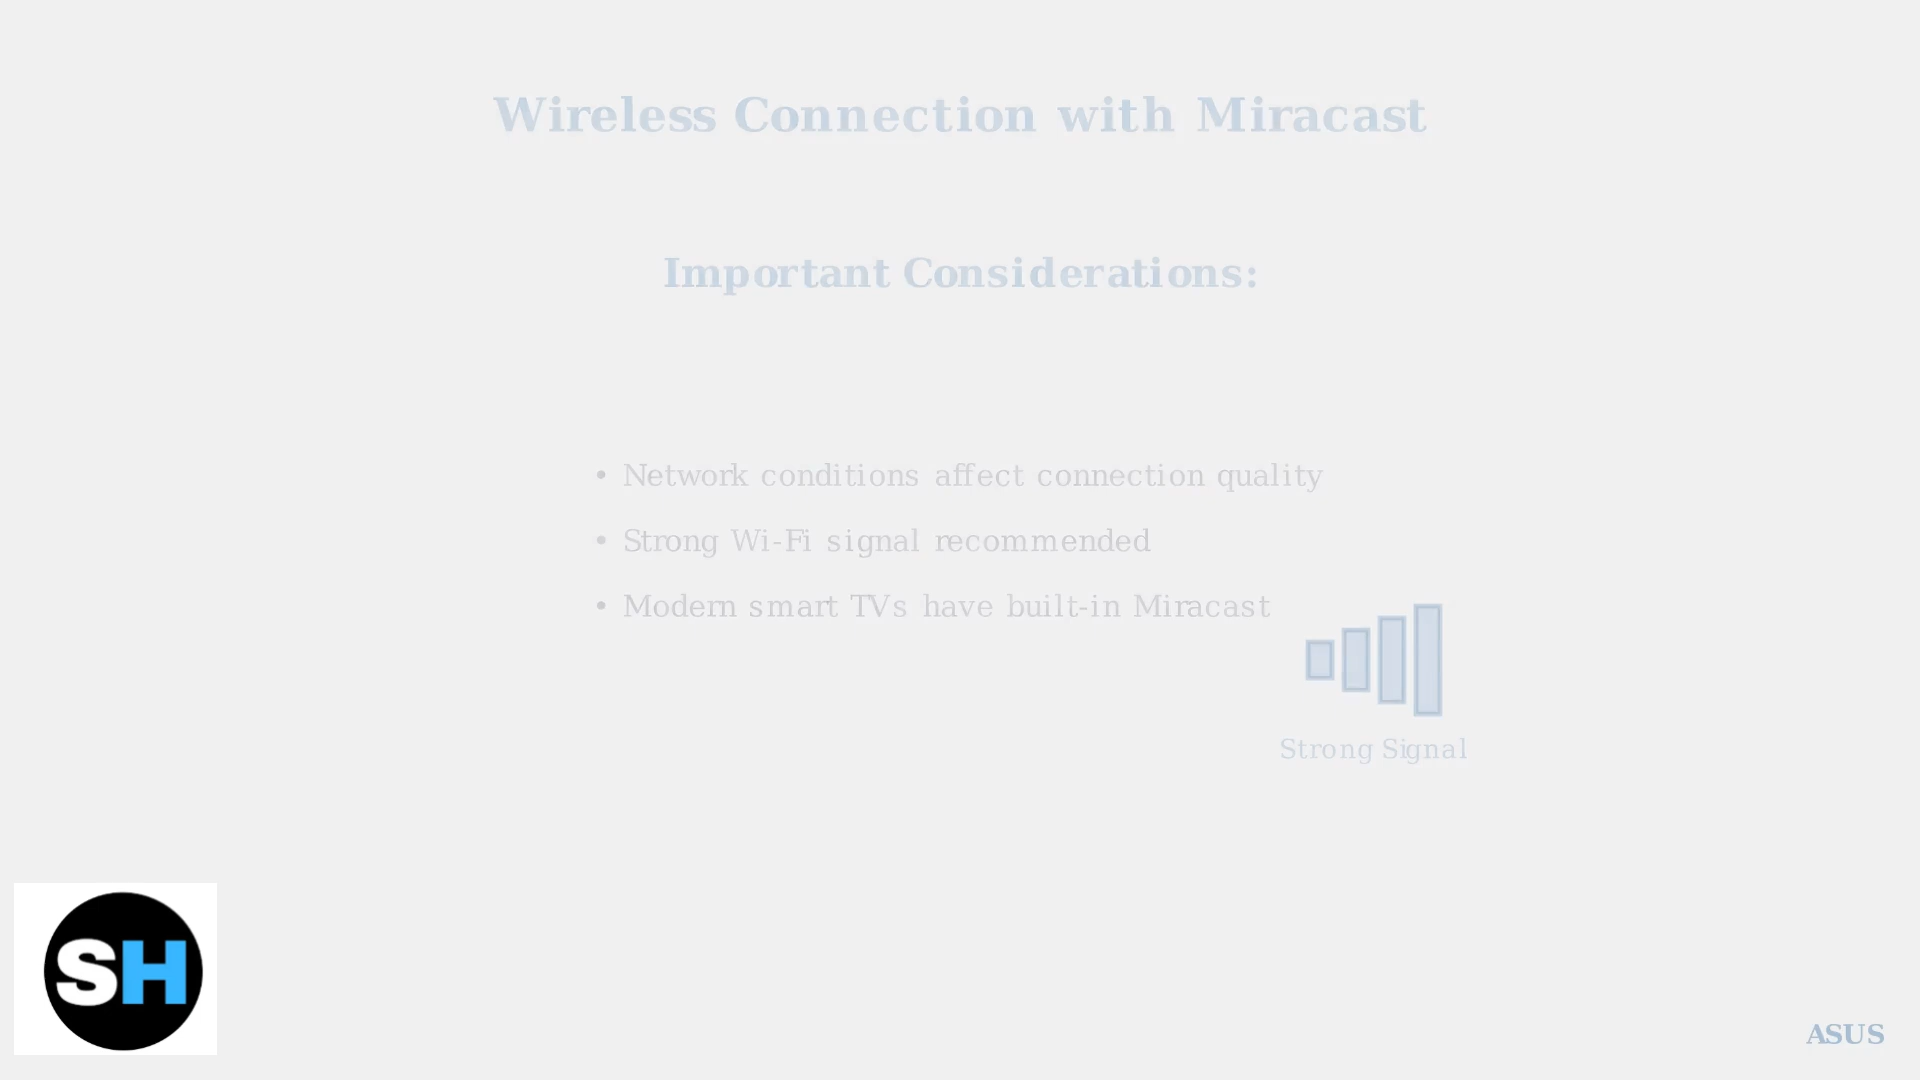 Wireless Connection with Miracast
Important Considerations:
• Network conditions affect connection quality
• Strong Wi-Fi signal recommended
• Modern smart TVs have built-in Miracast
Strong Signal
SH
ASUS